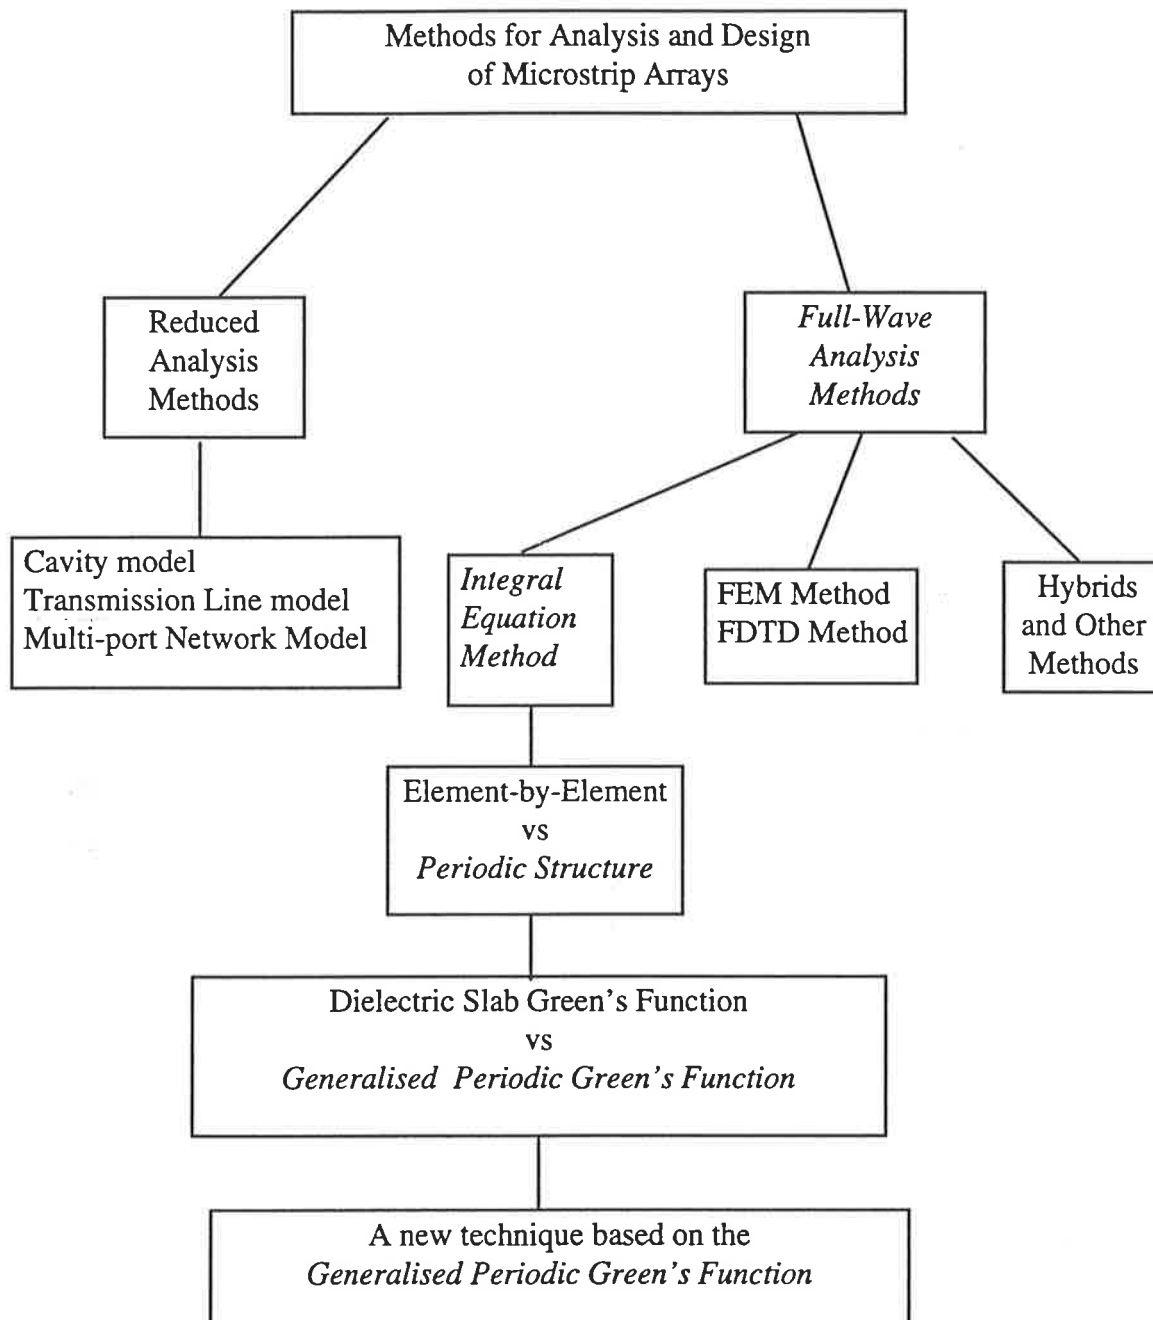 Methods for Analysis and Design
of Microstrip Arrays
Reduced
Analysis
Methods
Full-Wave
Analysis
Methods
Cavity model
Transmission Line model
Multi-port Network Model
Integral
Equation
Method
FEM Method
FDTD Method
Hybrids
and Other
Methods
Element-by-Element
vs
Periodic Structure
Dielectric Slab Green's Function
vs
Generalised Periodic Green's Function
A new technique based on the
Generalised Periodic Green's Function